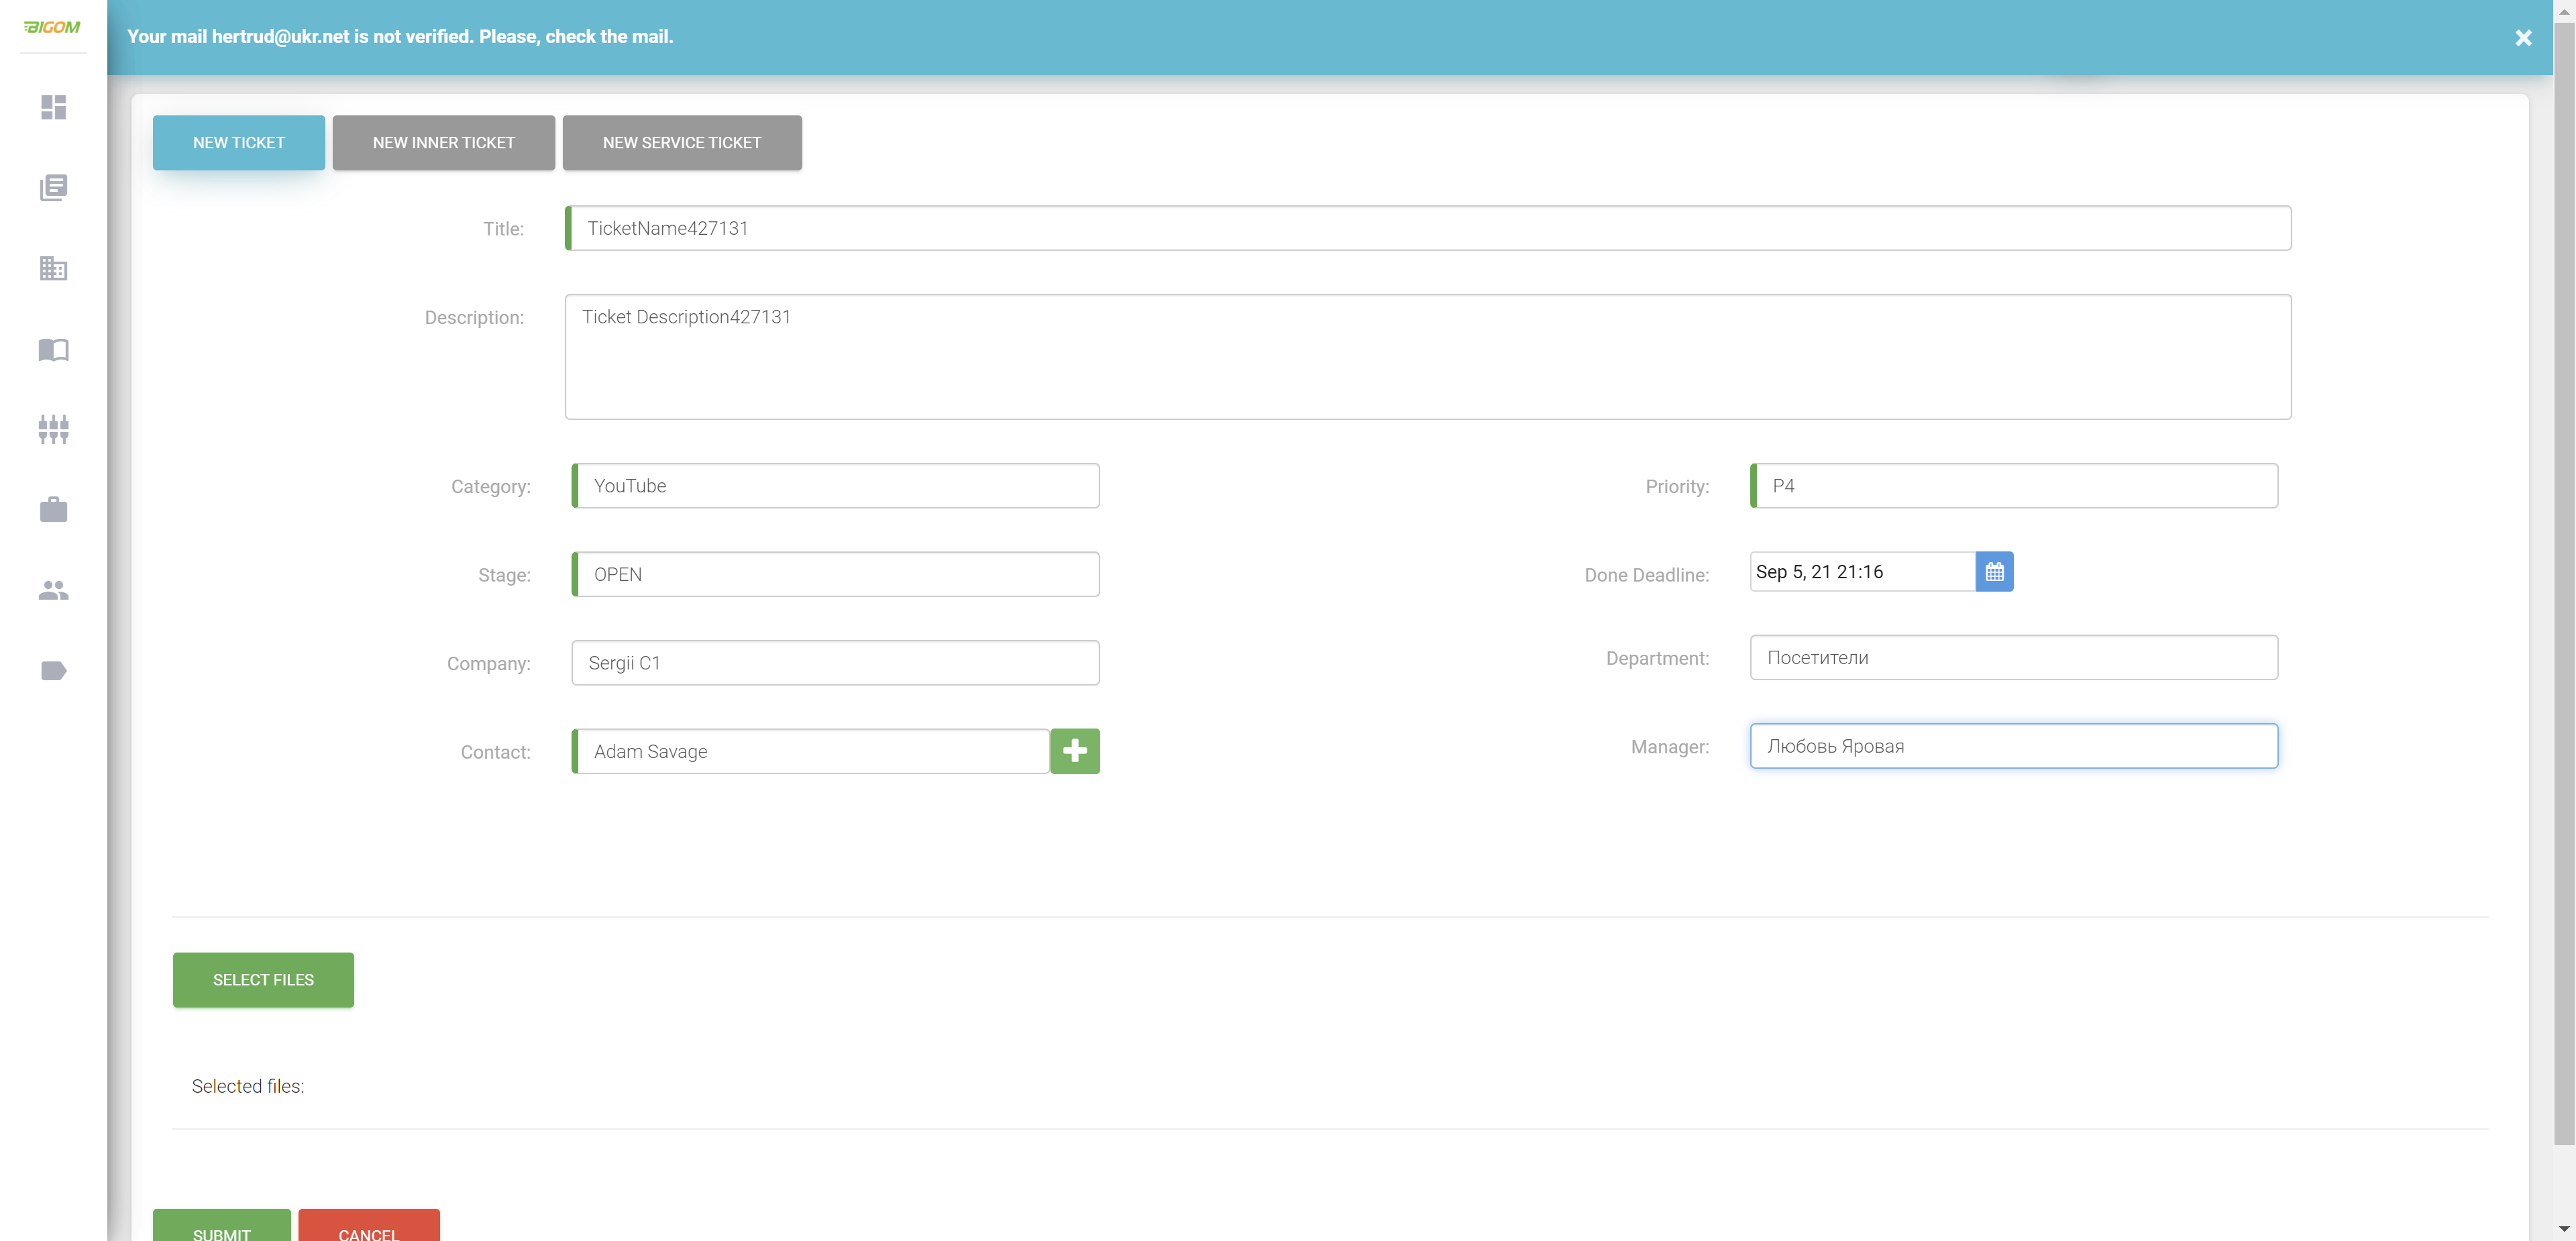 BIGOM
Your mail hertrud@ukr.net is not verified. Please, check the mail.
NEW TICKET
NEW INNER TICKET
NEW SERVICE TICKET
Title:
TicketName427131
Description:
Ticket Description427131
Category:
YouTube
Priority:
P4
Stage:
OPEN
Done Deadline:
Sep 5, 21 21:16
Company:
Sergii C1
Department:
Посетители
Contact:
Adam Savage
Manager:
Любовь Яровая
SELECT FILES
Selected files:
SUBMIT
CANCEL